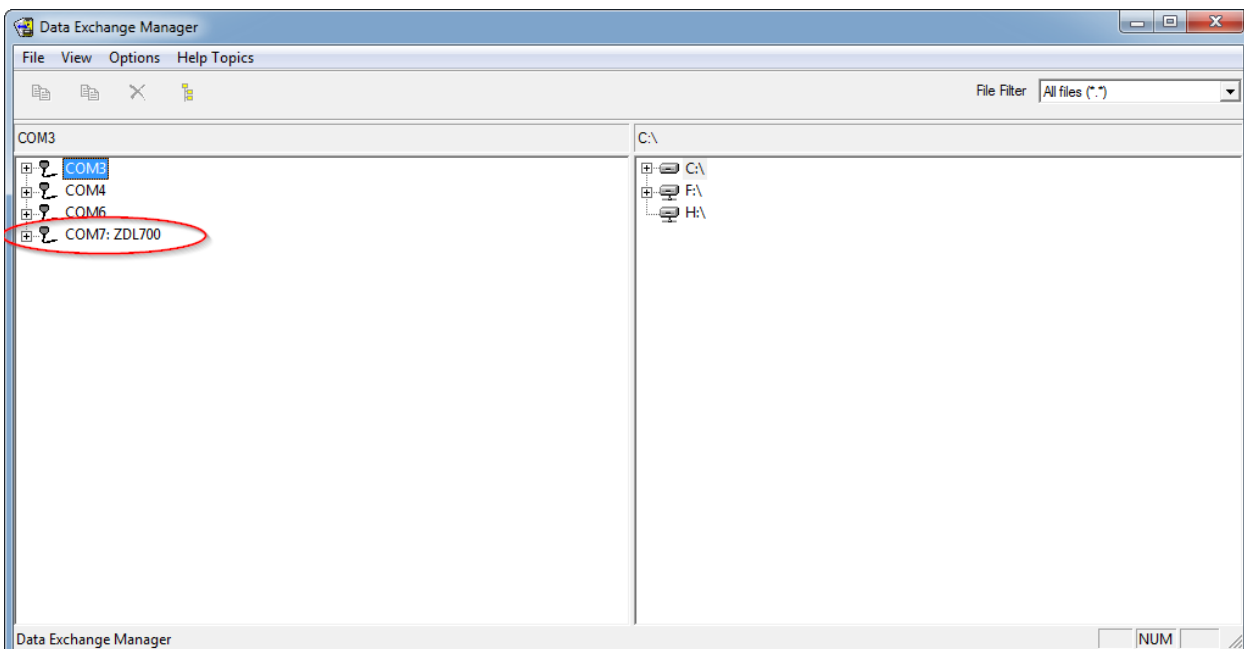 Data Exchange Manager
File View Options Help Topics
File Filter All files (*.*)
COM3
C:\
COM3
COM4
COM6
COM7: ZDL700
C:\
F:\
H:\
Data Exchange Manager
NUM